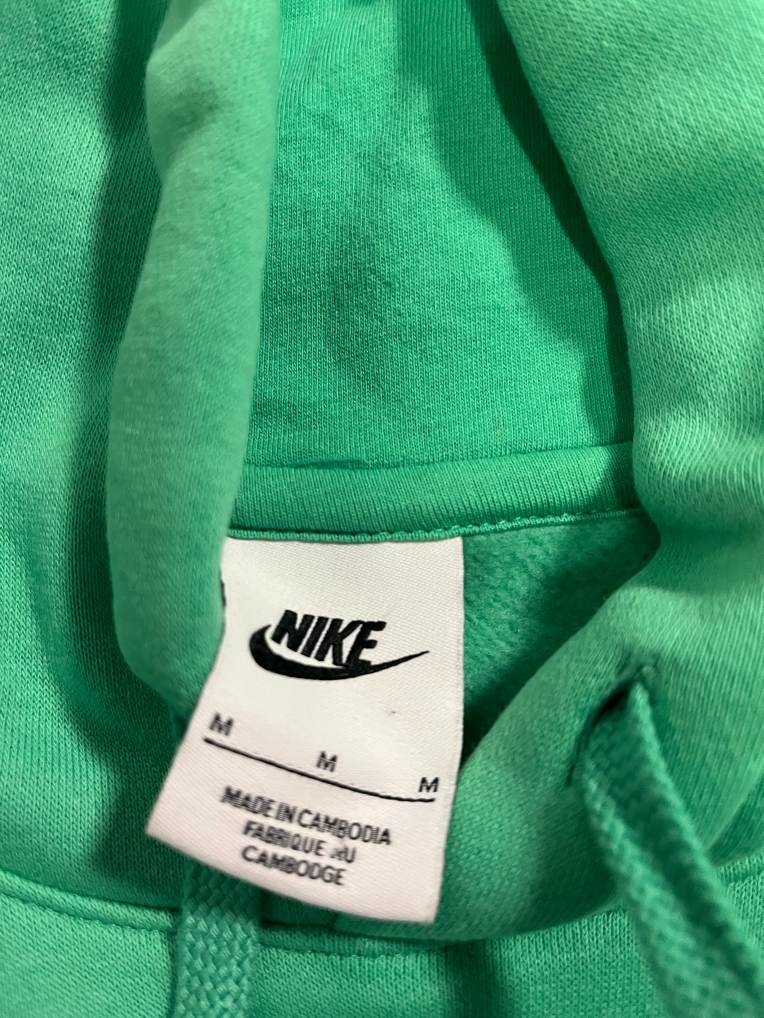 NIKE
M M M
MADE IN CAMBODIA
FABRIQUE AU
CAMBODGE